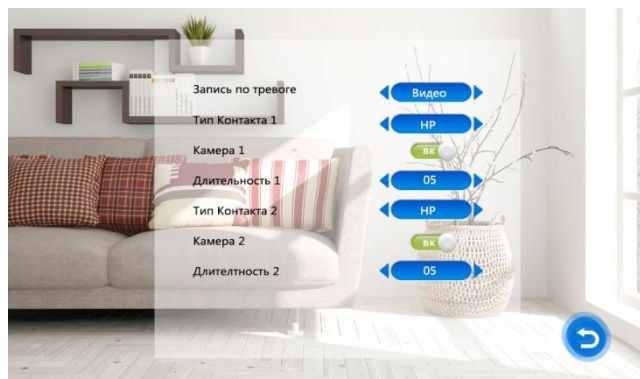 Запись по тревоге Видео
Тип Контакта 1 НР
Камера 1 ВК
Длительность 1 05
Тип Контакта 2 НР
Камера 2 ВК
Длителтность 2 05